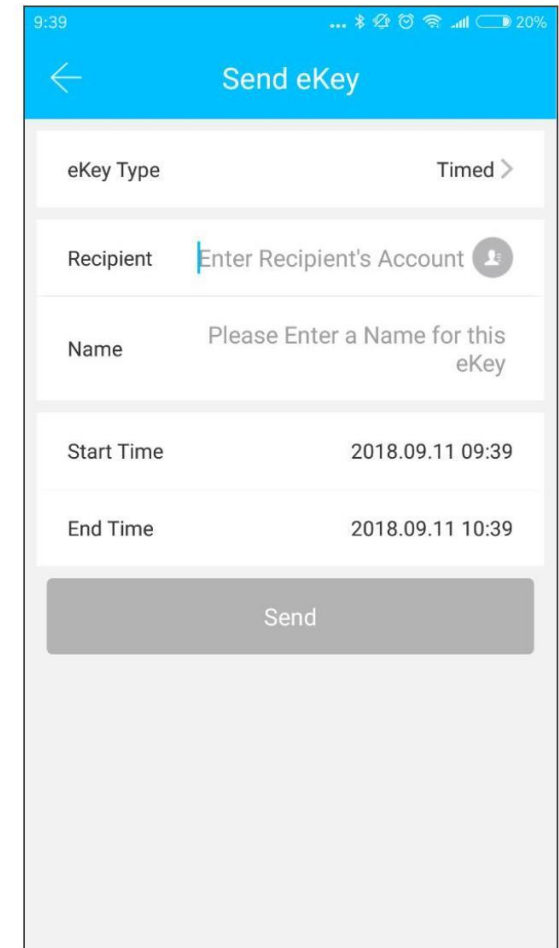 9:39 ... 20%
Send eKey
eKey Type Timed
Recipient Enter Recipient's Account
Name Please Enter a Name for this
eKey
Start Time 2018.09.11 09:39
End Time 2018.09.11 10:39
Send